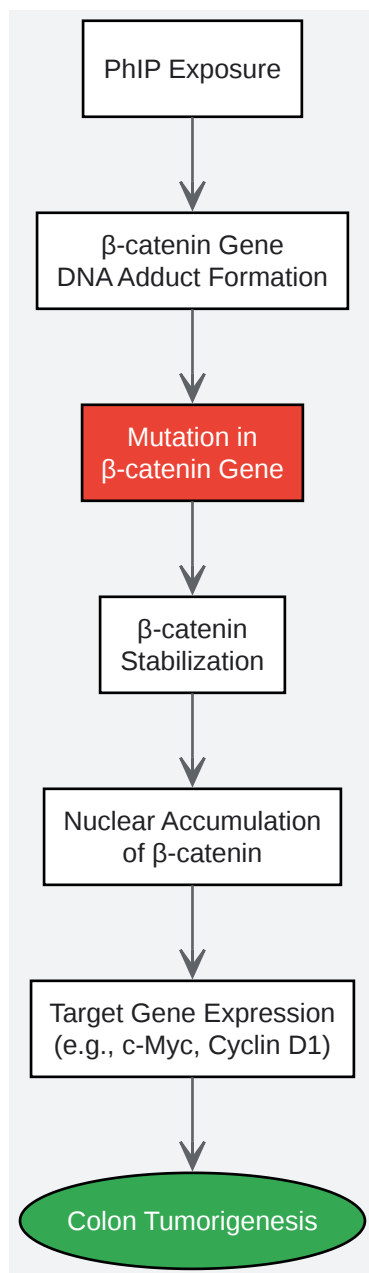 PhIP Exposure
β-catenin Gene
DNA Adduct Formation
Mutation in
β-catenin Gene
β-catenin
Stabilization
Nuclear Accumulation
of β-catenin
Target Gene Expression
(e.g., c-Myc, Cyclin D1)
Colon Tumorigenesis